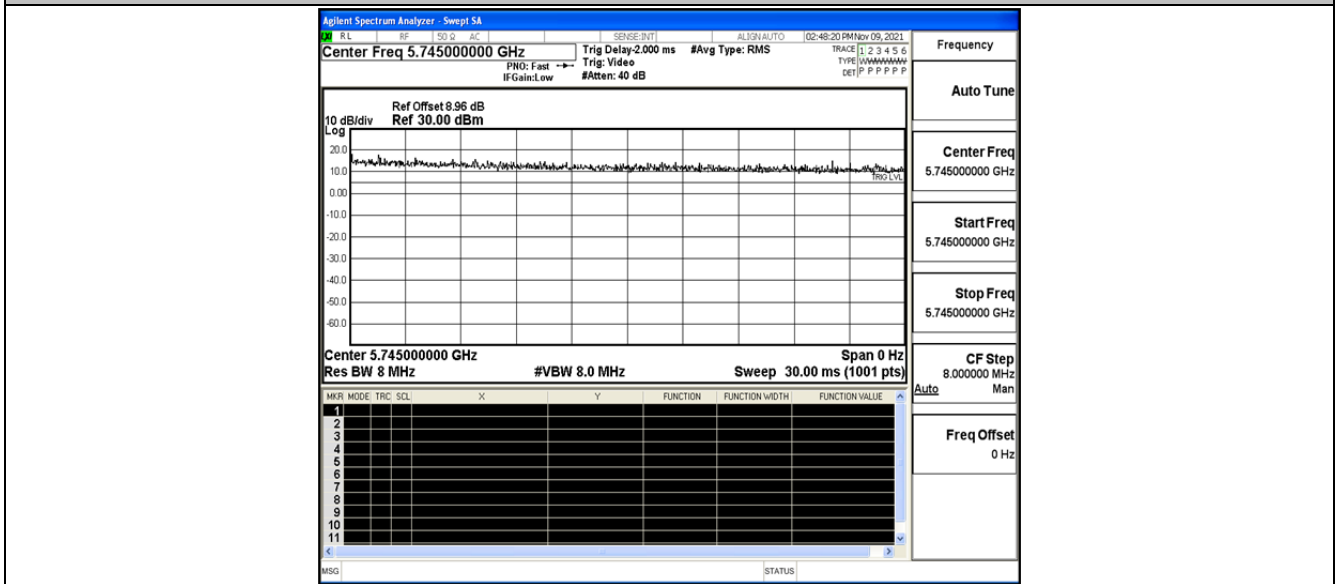 Agilent Spectrum Analyzer - Swept SA
RL RF 50 Ω AC SENSE:INT ALIGN AUTO 02:48:20 PM Nov 09, 2021
Center Freq 5.745000000 GHz
PNO: Fast
IFGain:Low
Trig Delay-2.000 ms
Trig: Video
#Atten: 40 dB
#Avg Type: RMS
TRACE 1 2 3 4 5 6
TYPE WWWWWW
DET P P P P P P
Ref Offset 8.96 dB
10 dB/div Ref 30.00 dBm
Log
20.0
10.0
0.00
-10.0
-20.0
-30.0
-40.0
-50.0
-60.0
TRIG LVL
Center 5.745000000 GHz Span 0 Hz
Res BW 8 MHz #VBW 8.0 MHz Sweep 30.00 ms (1001 pts)
MKR MODE TRC SCL X Y FUNCTION FUNCTION WIDTH FUNCTION VALUE
1
2
3
4
5
6
7
8
9
10
11
MSG STATUS
Frequency
Auto Tune
Center Freq
5.745000000 GHz
Start Freq
5.745000000 GHz
Stop Freq
5.745000000 GHz
CF Step
8.000000 MHz
Auto Man
Freq Offset
0 Hz